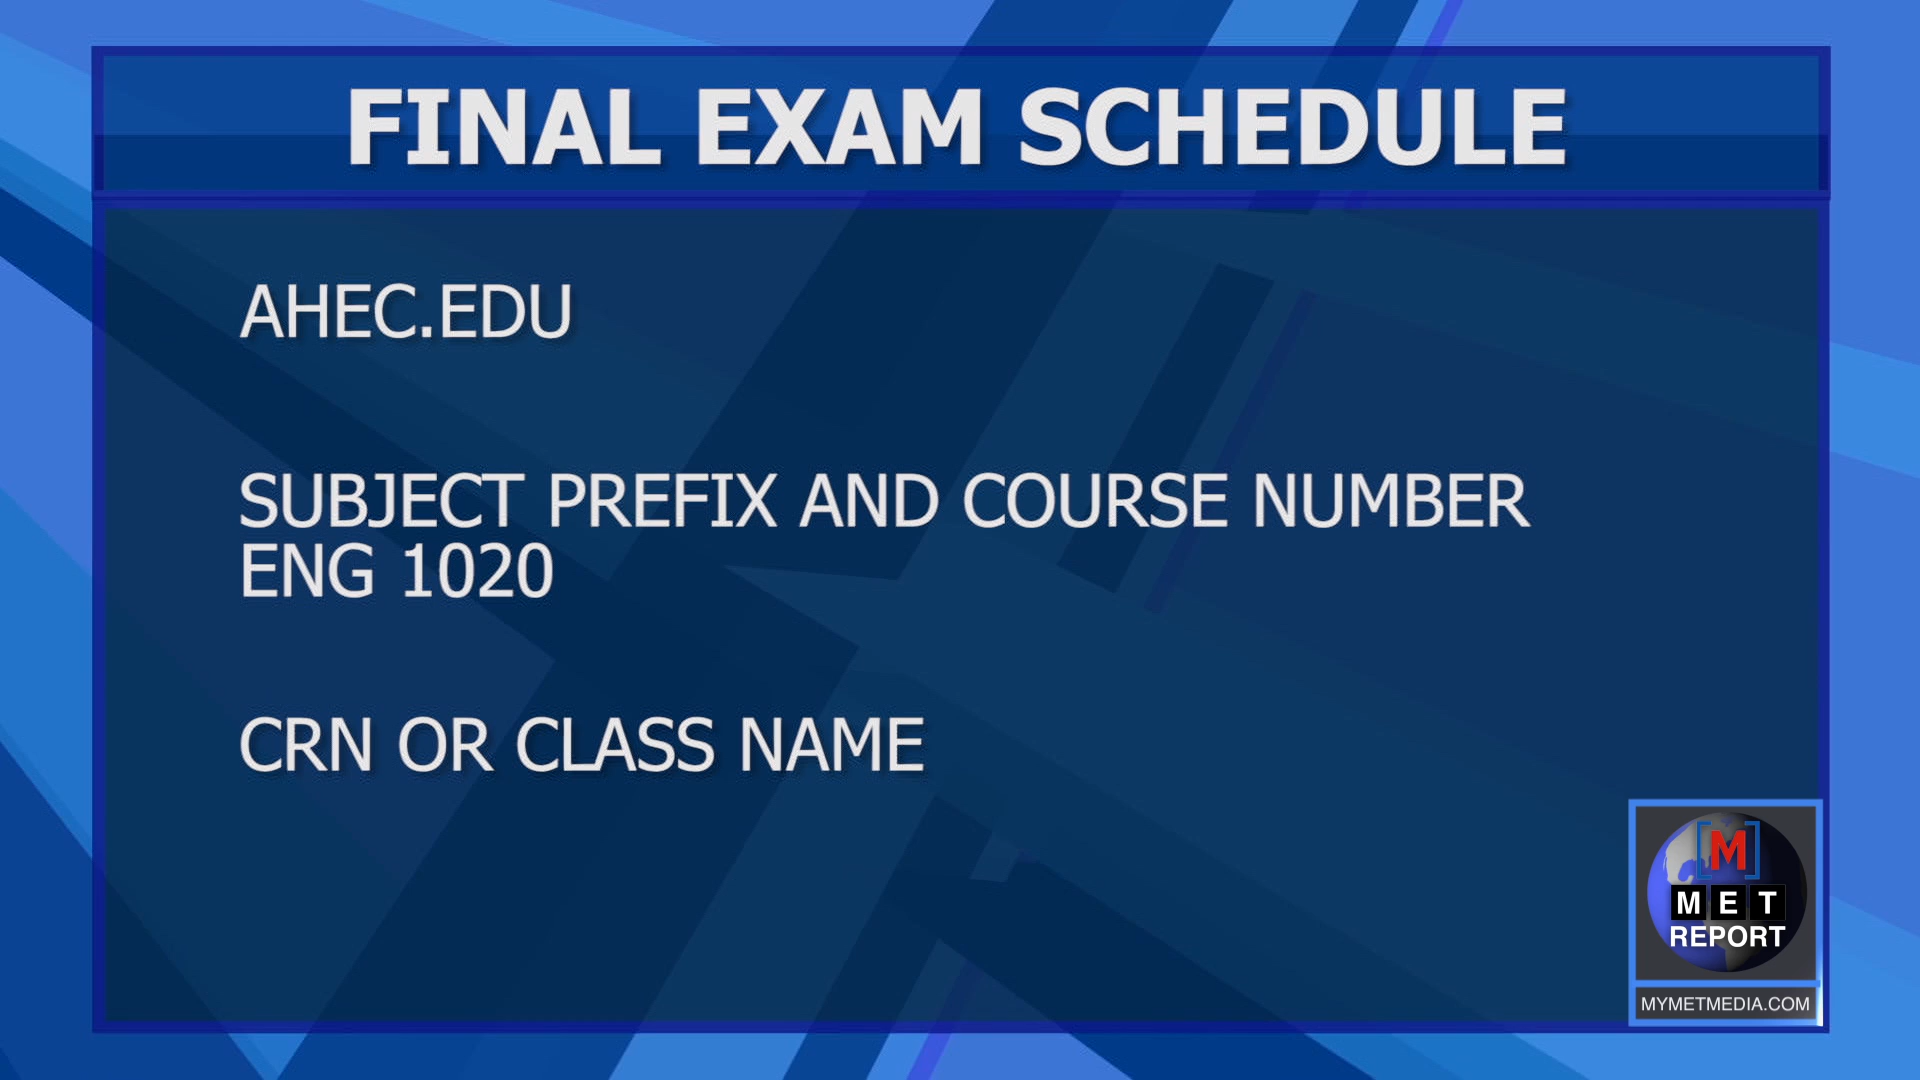 FINAL EXAM SCHEDULE
AHEC.EDU
SUBJECT PREFIX AND COURSE NUMBER
ENG 1020
CRN OR CLASS NAME
[M]
MET
REPORT
MYMETMEDIA.COM